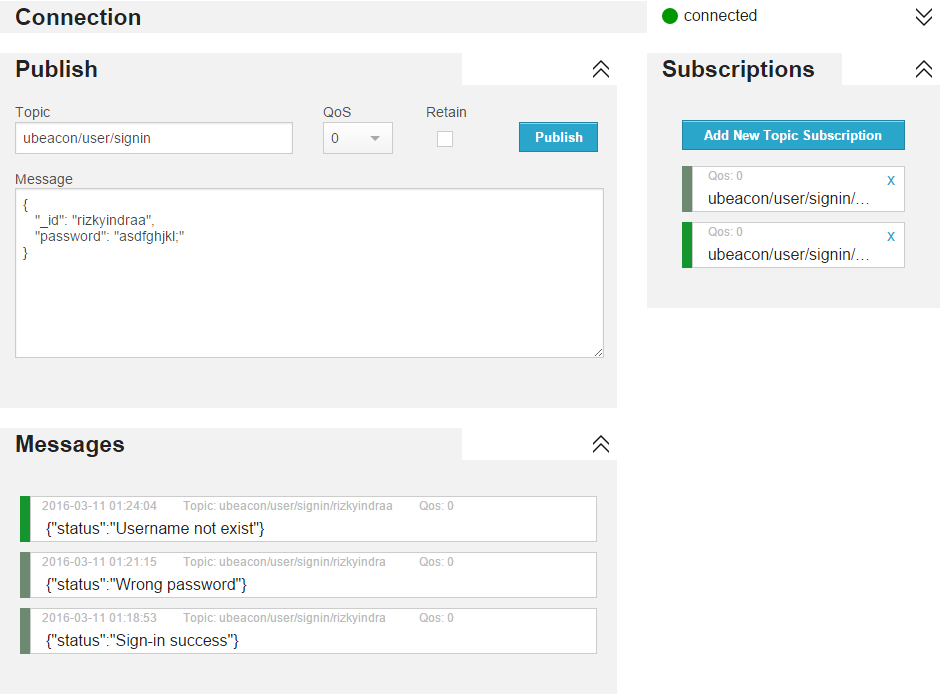 Connection
connected
Publish
Topic
QoS
Retain
ubeacon/user/signin
0
Publish
Message
{
"_id": "rizkyindraa",
"password": "asdfghjkl;"
}
Subscriptions
Add New Topic Subscription
Qos: 0
x
ubeacon/user/signin/...
Qos: 0
x
ubeacon/user/signin/...
Messages
2016-03-11 01:24:04 Topic: ubeacon/user/signin/rizkyindraa Qos: 0
{"status":"Username not exist"}
2016-03-11 01:21:15 Topic: ubeacon/user/signin/rizkyindra Qos: 0
{"status":"Wrong password"}
2016-03-11 01:18:53 Topic: ubeacon/user/signin/rizkyindra Qos: 0
{"status":"Sign-in success"}